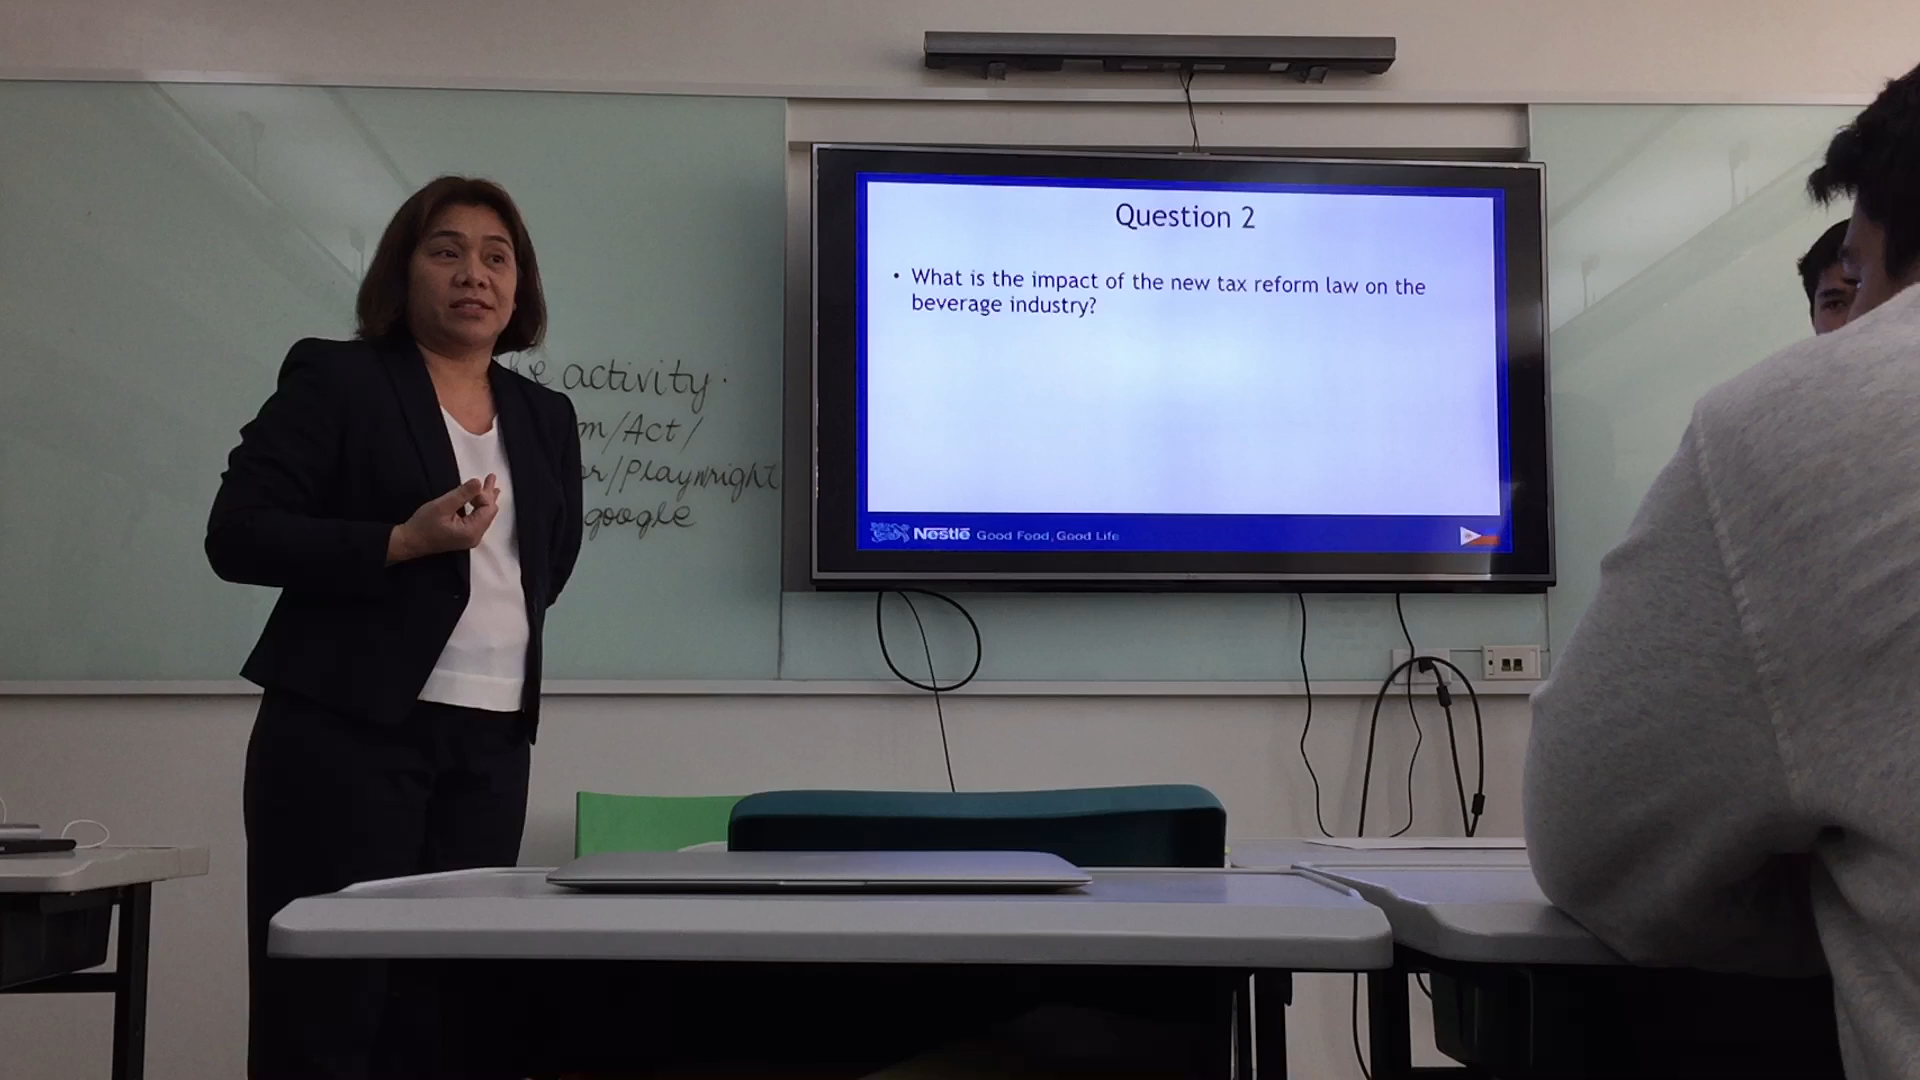 Question 2
• What is the impact of the new tax reform law on the
beverage industry?
Nestlé Good Food, Good Life
activity.
/Act/
/Playwright
google